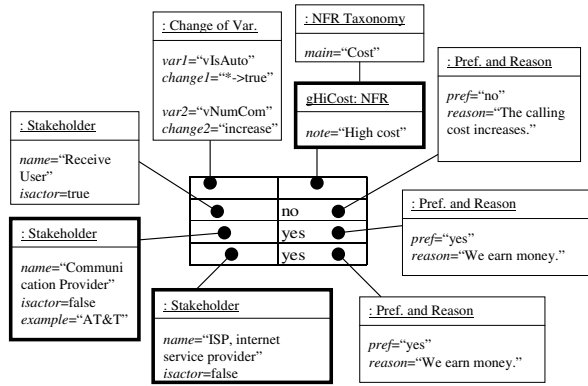 : Change of Var.
var1="vIsAuto"
change1="*->true"
var2="vNumCom"
change2="increase"
: NFR Taxonomy
main="Cost"
gHiCost: NFR
note="High cost"
: Pref. and Reason
pref="no"
reason="The calling
cost increases."
: Stakeholder
name="Receive
User"
isactor=true
no
yes
yes
: Pref. and Reason
pref="yes"
reason="We earn money."
: Stakeholder
name="Communi
cation Provider"
isactor=false
example="AT&T"
: Stakeholder
name="ISP, internet
service provider"
isactor=false
: Pref. and Reason
pref="yes"
reason="We earn money."